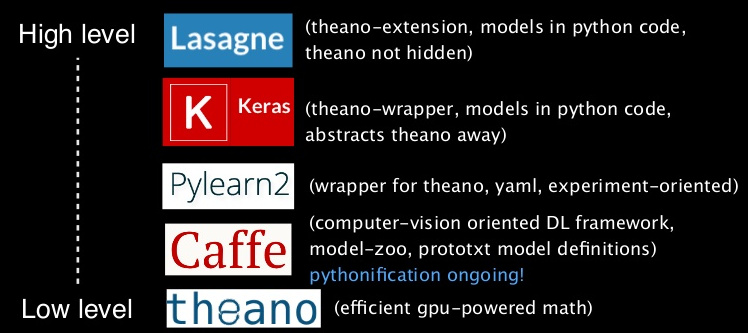 High level
Lasagne
(theano-extension, models in python code,
theano not hidden)
K Keras
(theano-wrapper, models in python code,
abstracts theano away)
Pylearn2
(wrapper for theano, yaml, experiment-oriented)
Caffe
(computer-vision oriented DL framework,
model-zoo, prototxt model definitions)
pythonification ongoing!
Low level
theano
(efficient gpu-powered math)